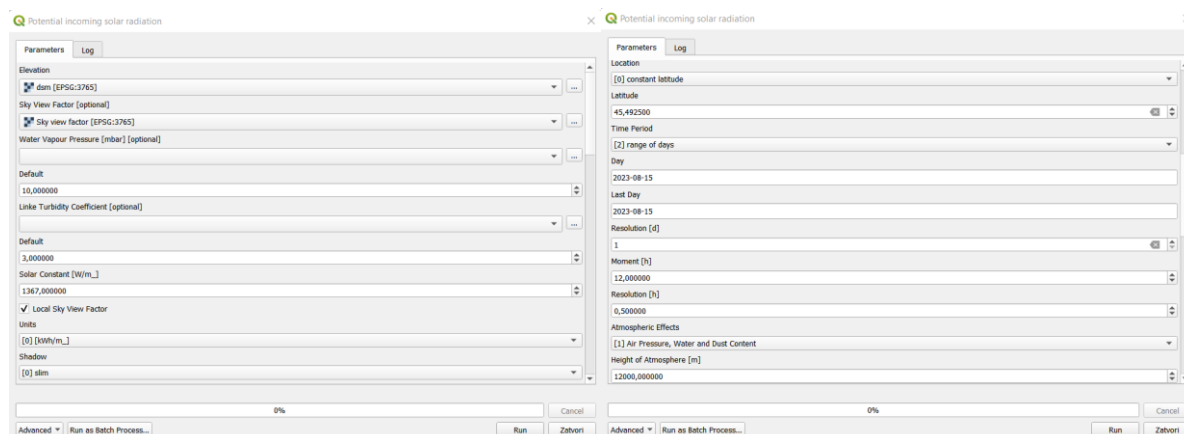 Potential incoming solar radiation
Parameters Log
Elevation
dsm [EPSG:3765]
...
Sky View Factor [optional]
Sky view factor [EPSG:3765]
...
Water Vapour Pressure [mbar] [optional]
...
Default
10,000000
Linke Turbidity Coefficient [optional]
...
Default
3,000000
Solar Constant [W/m_]
1367,000000
Local Sky View Factor
Units
[0] [kWh/m_]
Shadow
[0] slim
0%
Cancel
Advanced Run as Batch Process... Run Zatvori
Potential incoming solar radiation
Parameters Log
Location
[0] constant latitude
Latitude
45,492500
Time Period
[2] range of days
Day
2023-08-15
Last Day
2023-08-15
Resolution [d]
1
Moment [h]
12,000000
Resolution [h]
0,500000
Atmospheric Effects
[1] Air Pressure, Water and Dust Content
Height of Atmosphere [m]
12000,000000
0%
Cancel
Advanced Run as Batch Process... Run Zatvori